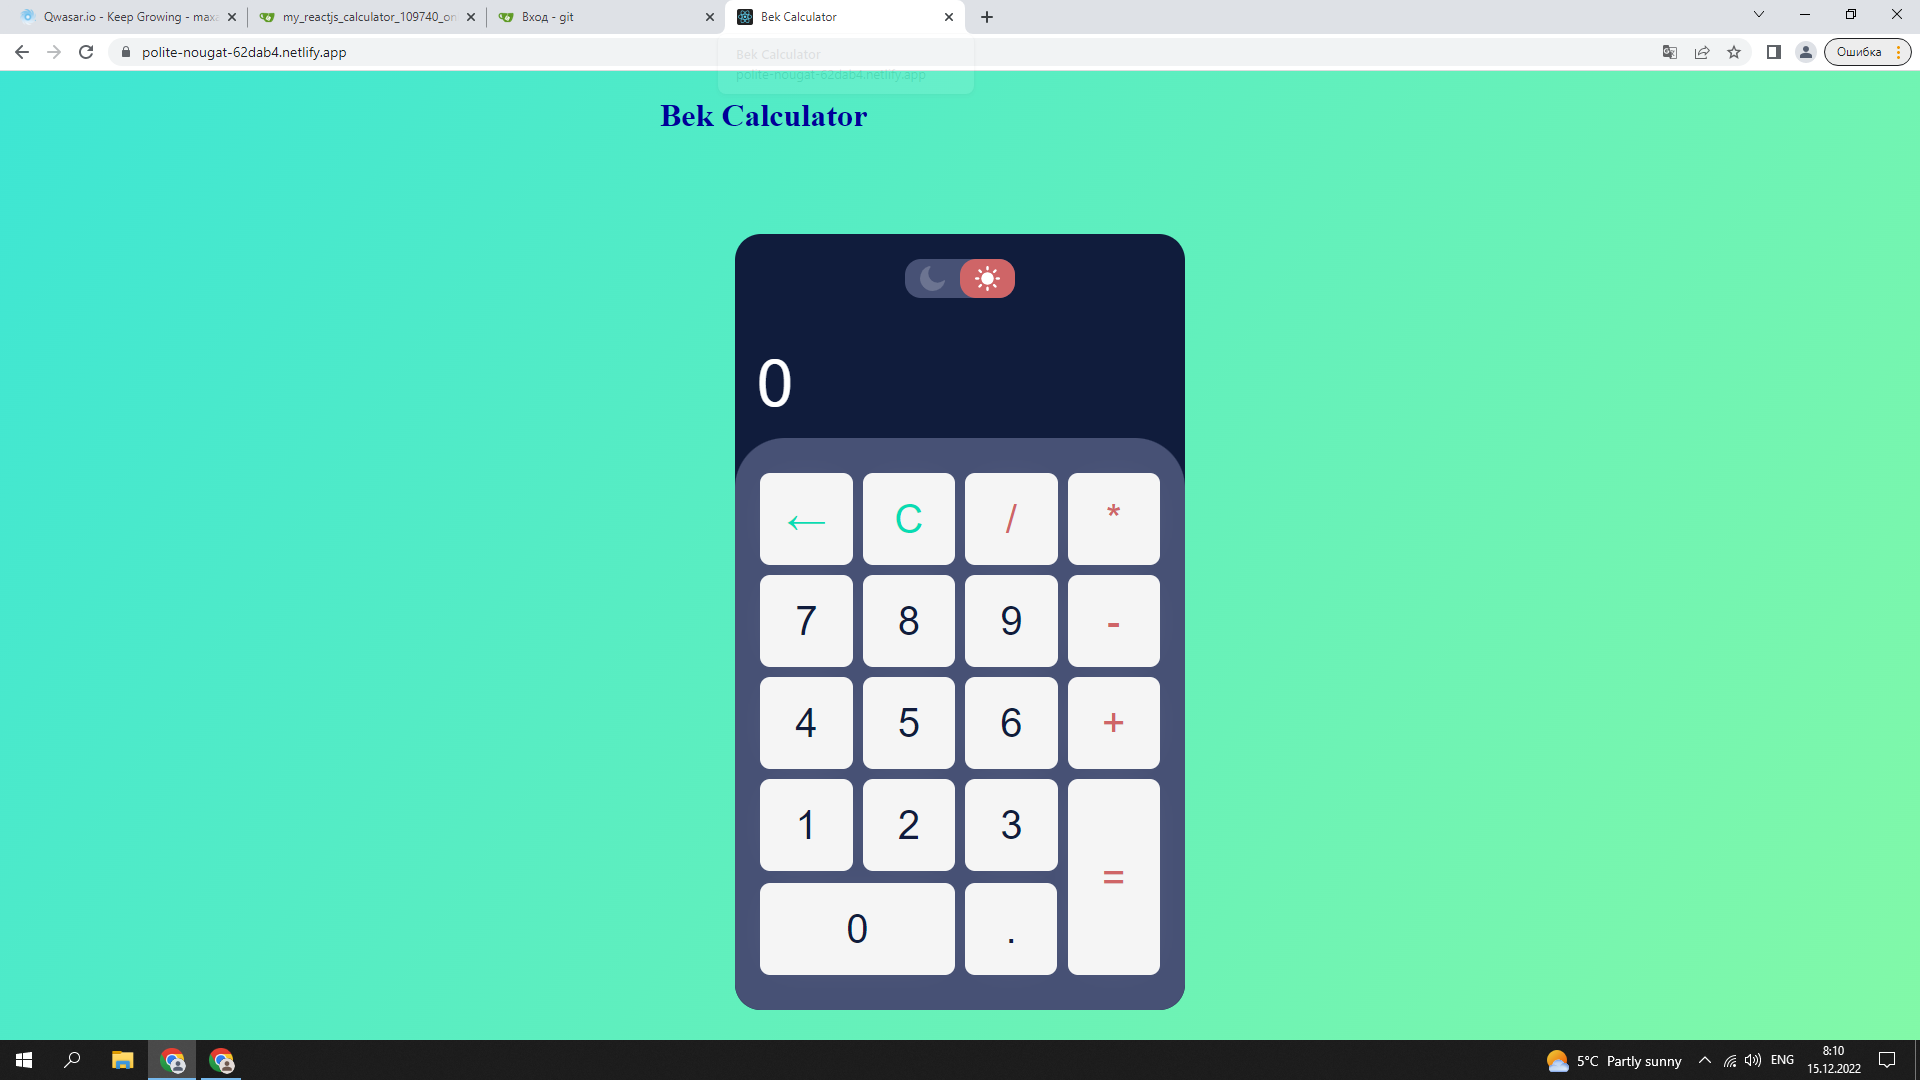 Qwasar.io - Keep Growing - maxa
my_reactjs_calculator_109740_on
Вход - git
Bek Calculator
polite-nougat-62dab4.netlify.app
Ошибка
Bek Calculator
polite-nougat-62dab4.netlify.app
Bek Calculator
0
← C / *
7 8 9 -
4 5 6 +
1 2 3
=
0 .
5°C Partly sunny
ENG
8:10
15.12.2022